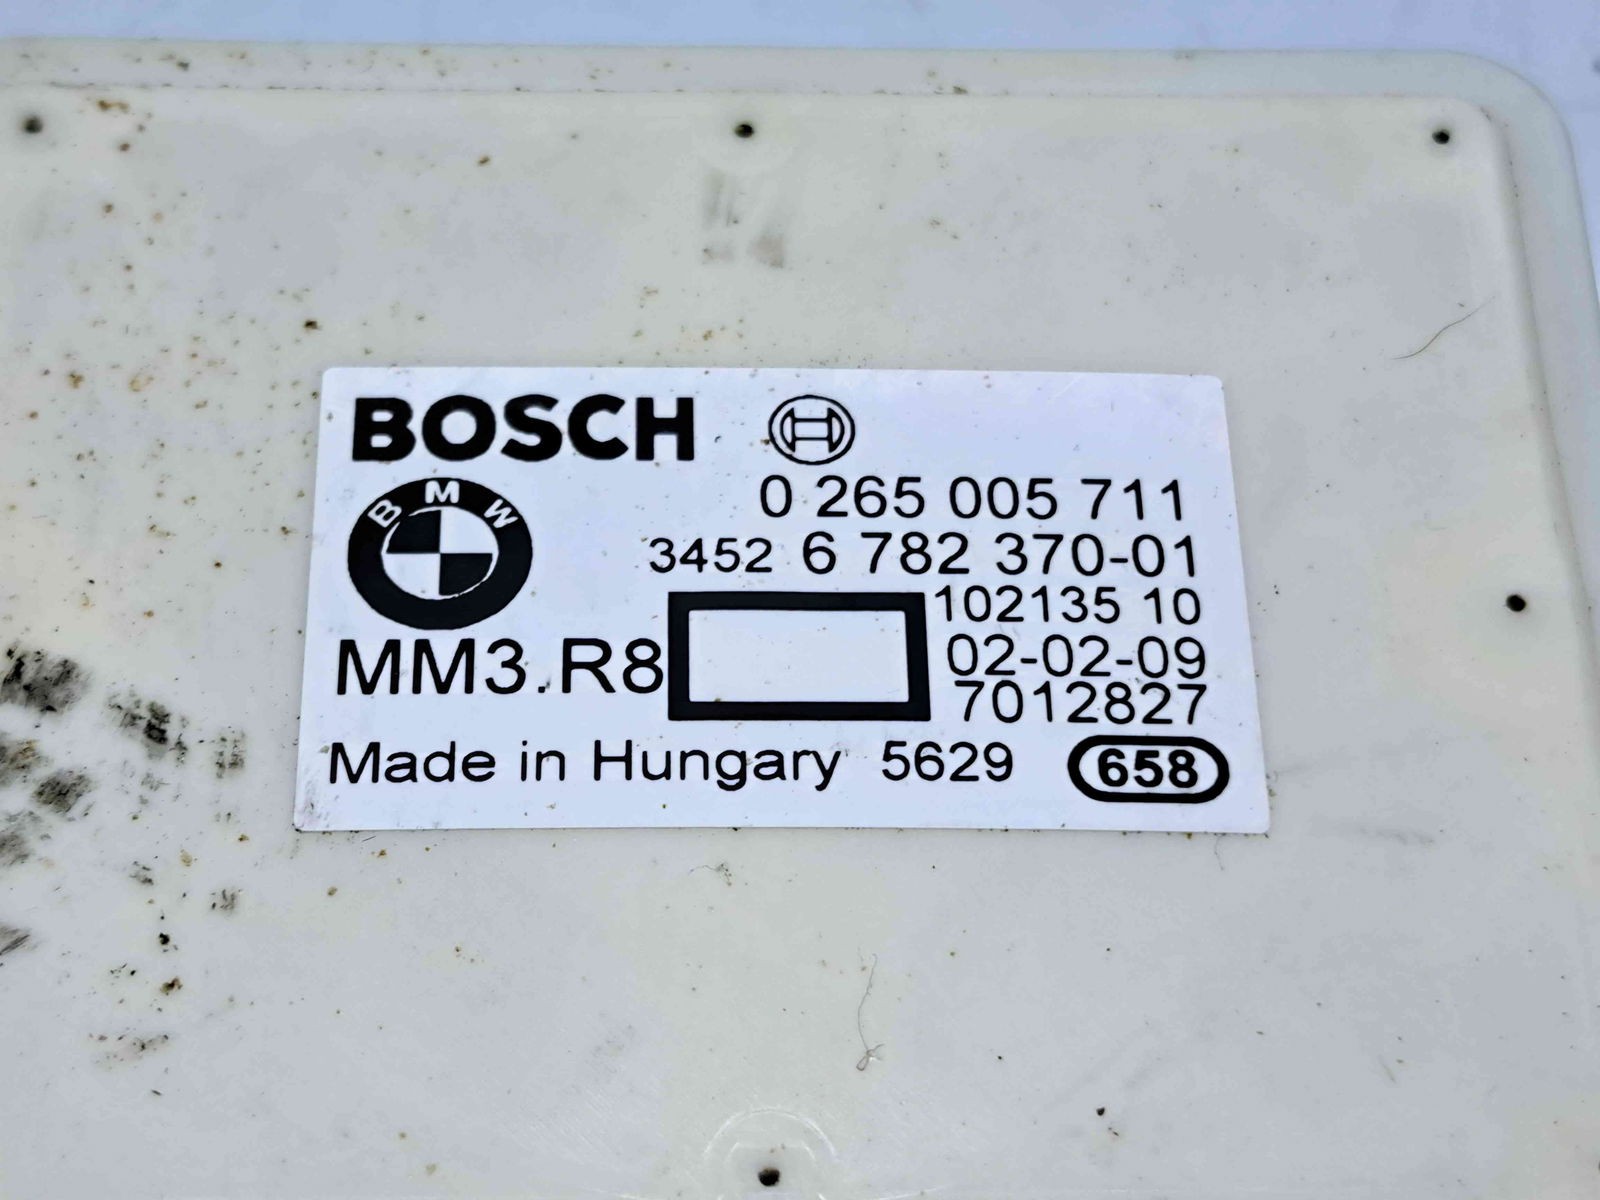 BOSCH
0 265 005 711
BMW
3452 6 782 370-01
102135 10
MM3.R8
02-02-09
7012827
Made in Hungary 5629 658